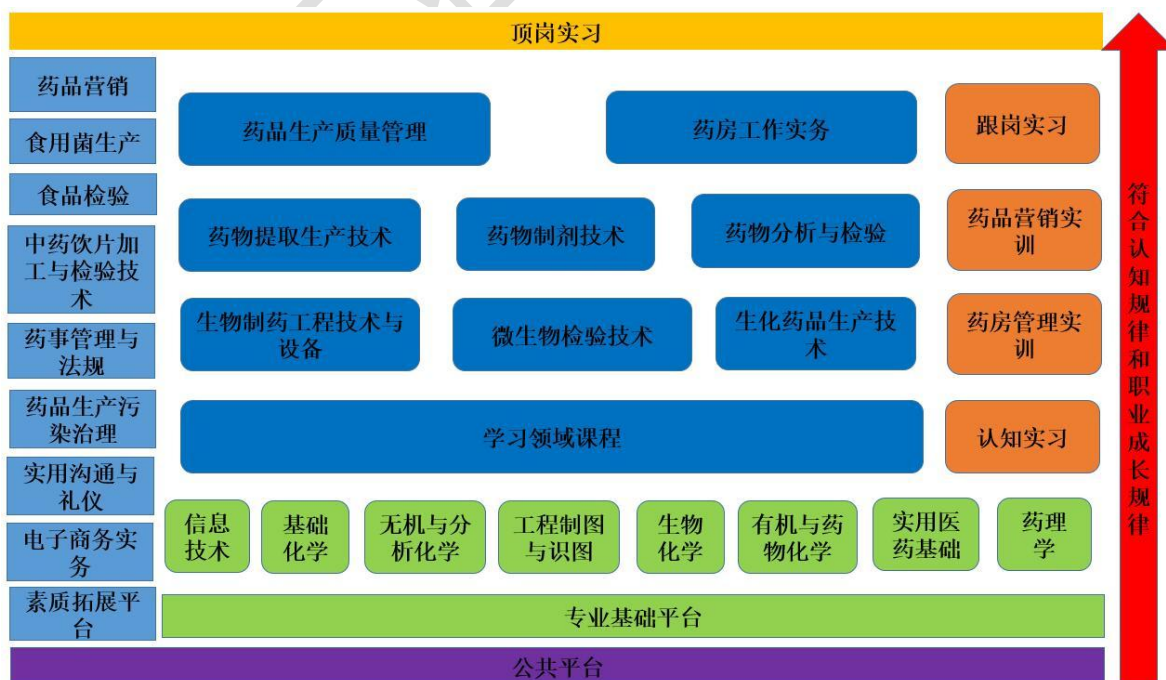 顶岗实习
药品营销
食用菌生产
食品检验
中药饮片加
工与检验技
术
药事管理与
法规
药品生产污
染治理
实用沟通与
礼仪
电子商务实
务
素质拓展平
台
药品生产质量管理
药房工作实务
跟岗实习
药物提取生产技术
药物制剂技术
药物分析与检验
药品营销实
训
生物制药工程技术与
设备
微生物检验技术
生化药品生产技
术
药房管理实
训
学习领域课程
认知实习
信息
技术
基础
化学
无机与分
析化学
工程制图
与识图
生物
化学
有机与药
物化学
实用医
药基础
药理
学
专业基础平台
公共平台
符合认知规律和职业成长规律